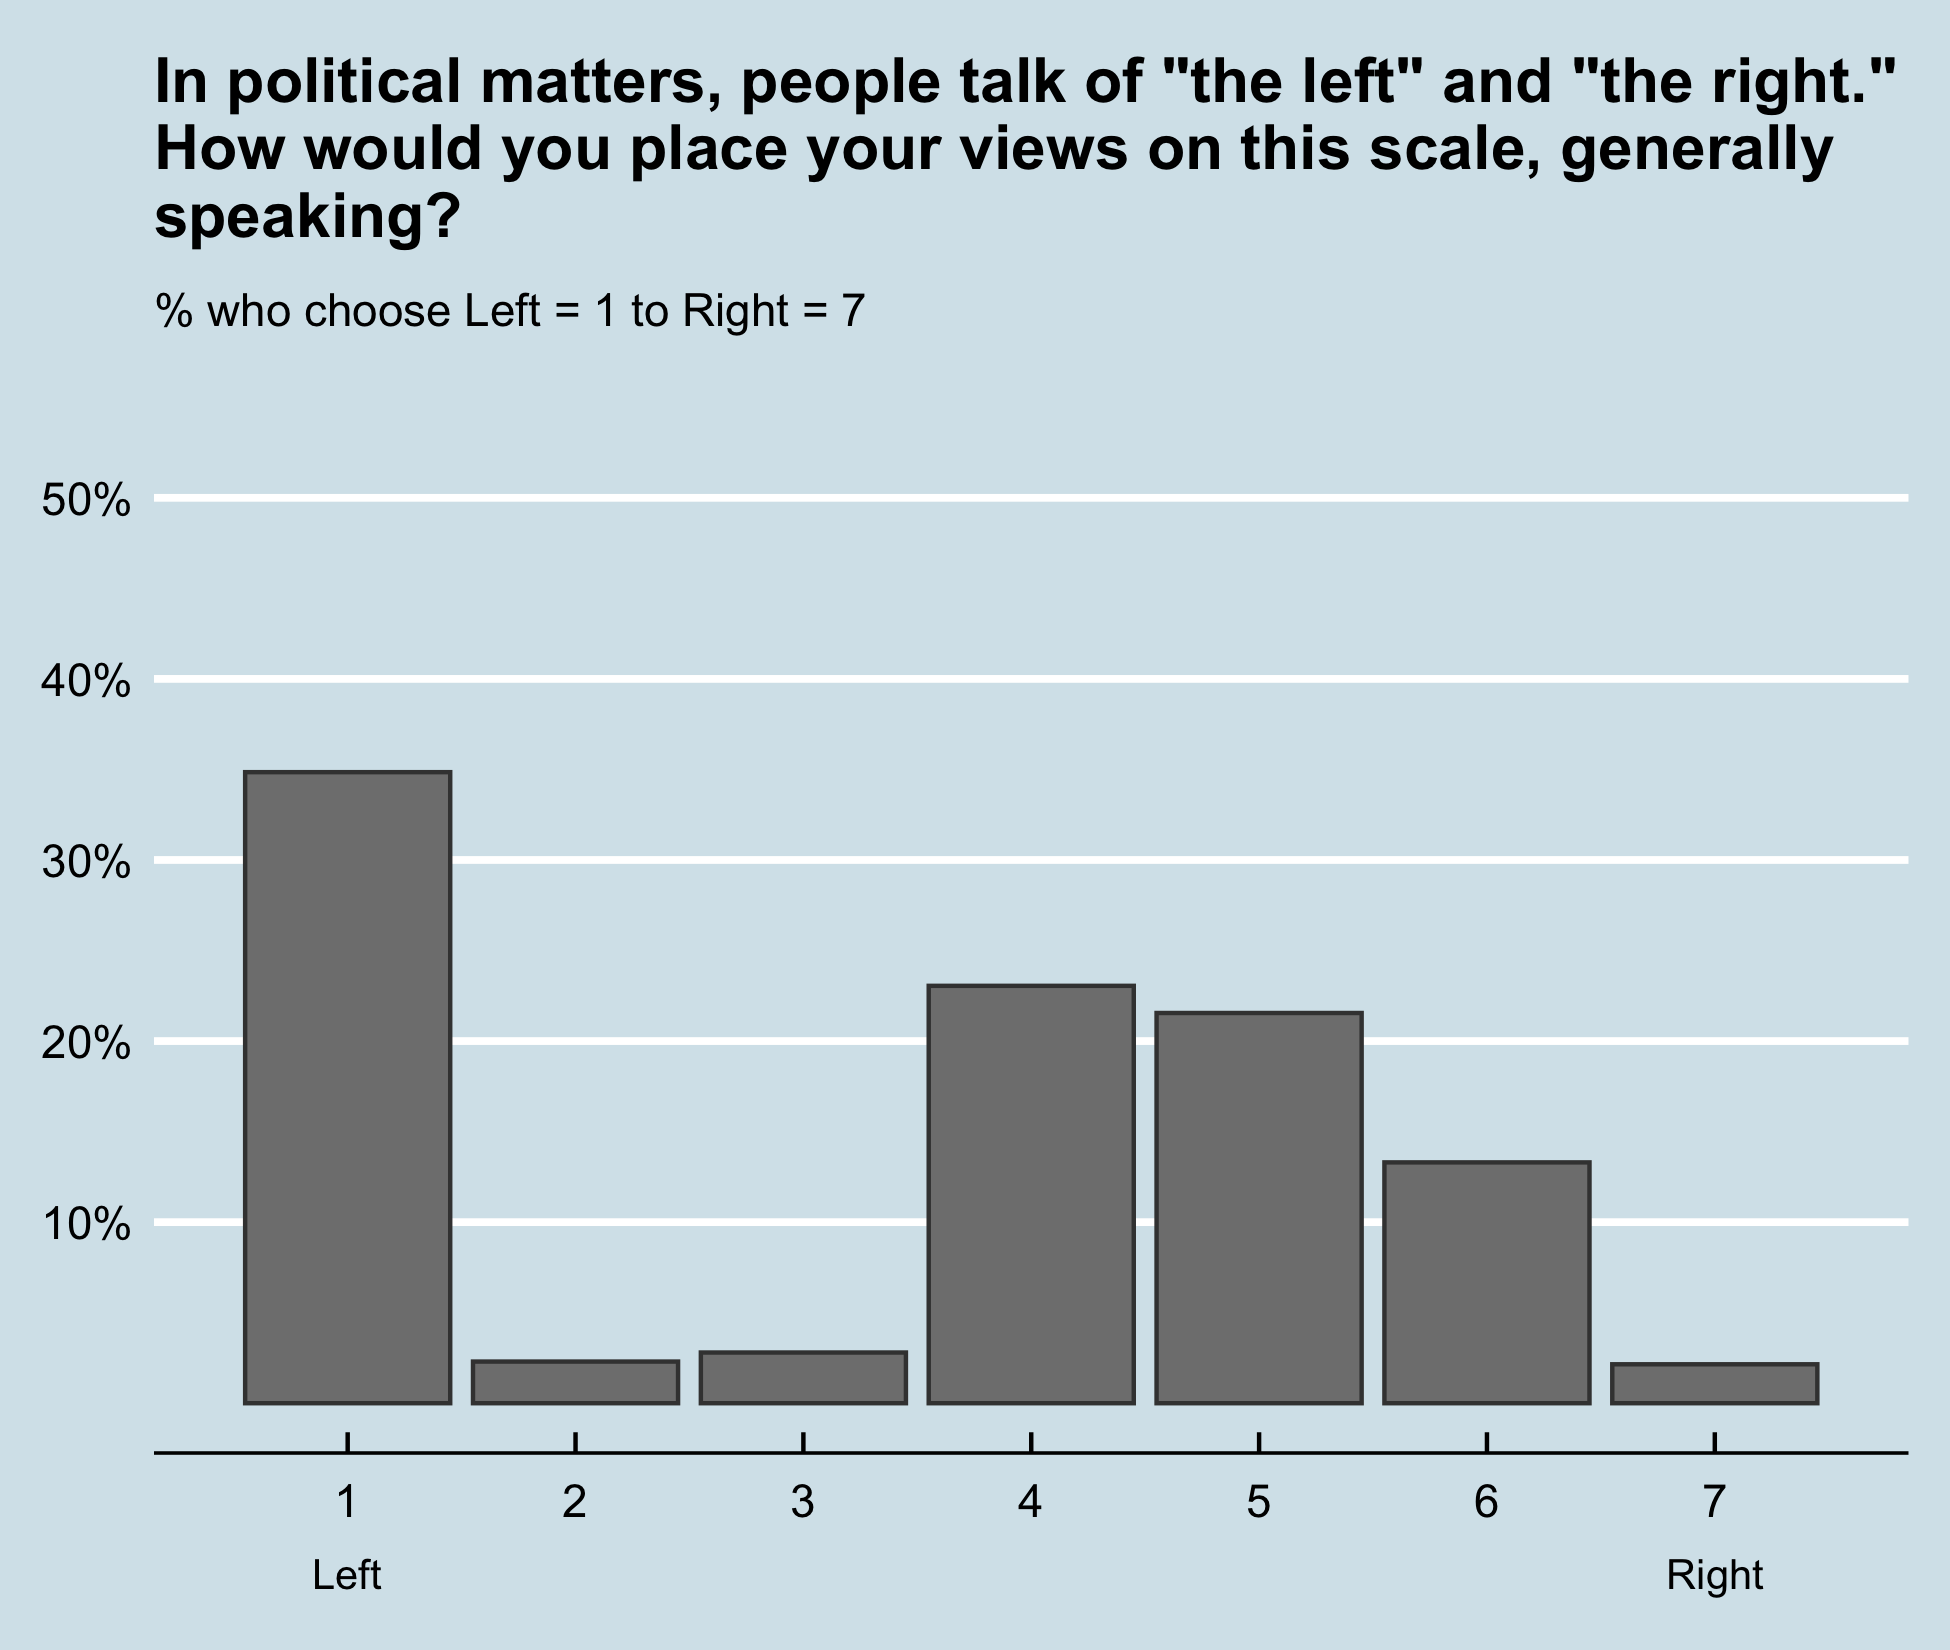 In political matters, people talk of "the left" and "the right."
How would you place your views on this scale, generally
speaking?
% who choose Left = 1 to Right = 7
50%
40%
30%
20%
10%
1 2 3 4 5 6 7
Left Right